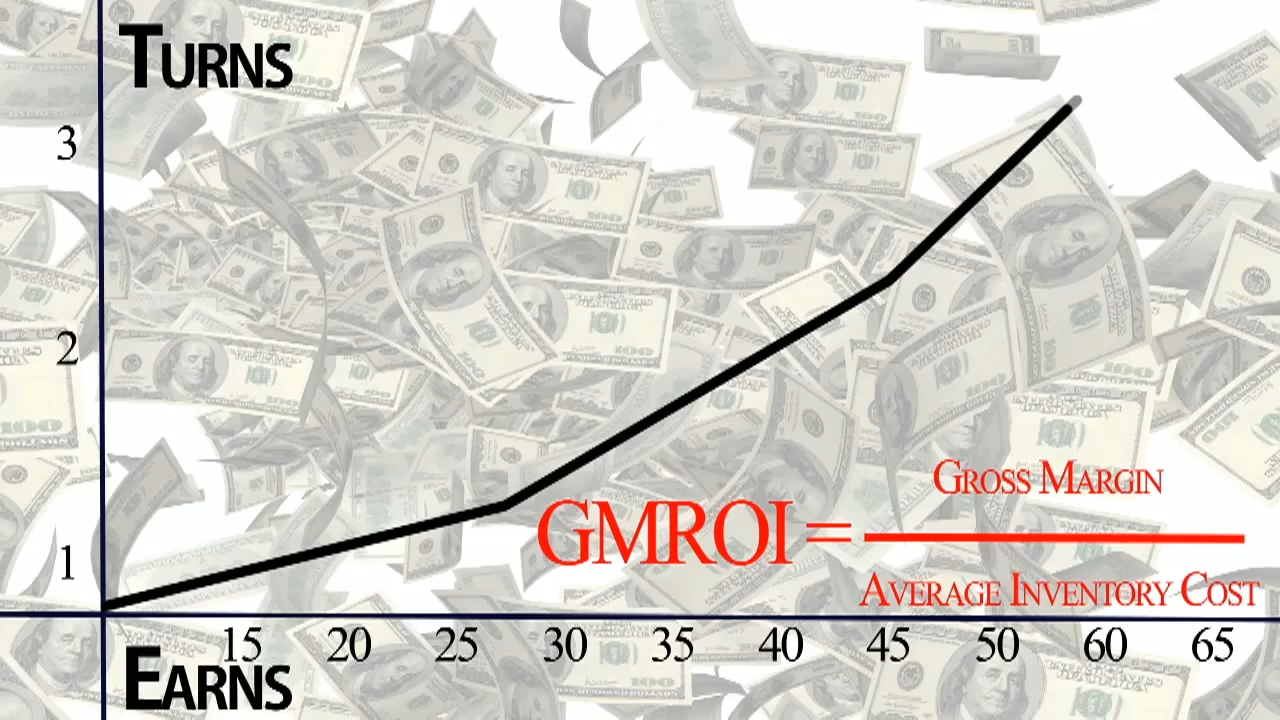 TURNS
3
2
1
GMROI = GROSS MARGIN
AVERAGE INVENTORY COST
15 20 25 30 35 40 45 50 60 65
EARNS